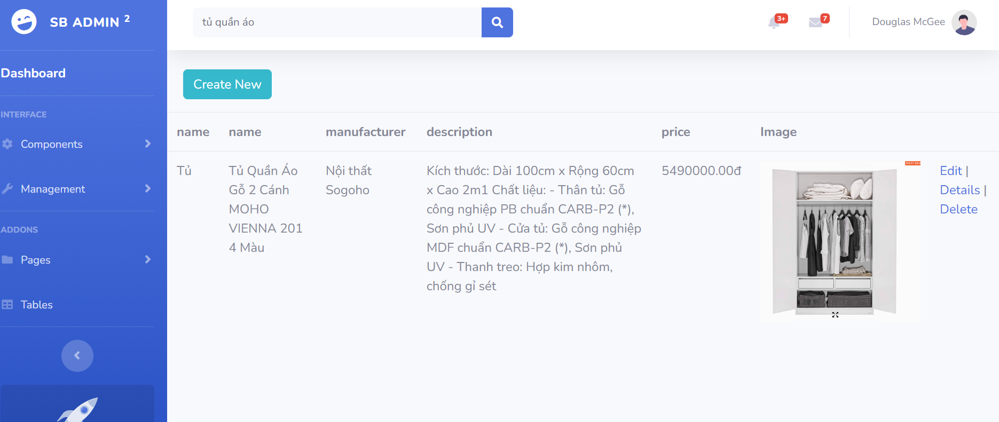 SB ADMIN 2
tủ quần áo
3+
7
Douglas McGee
Dashboard
INTERFACE
Components
Management
ADDONS
Pages
Tables
Create New
name name manufacturer description price Image
Tủ
Tủ Quần Áo
Gỗ 2 Cánh
MOHO
VIENNA 201
4 Màu
Nội thất
Sogoho
Kích thước: Dài 100cm x Rộng 60cm
x Cao 2m1 Chất liệu: - Thân tủ: Gỗ
công nghiệp PB chuẩn CARB-P2 (*),
Sơn phủ UV - Cửa tủ: Gỗ công nghiệp
MDF chuẩn CARB-P2 (*), Sơn phủ
UV - Thanh treo: Hợp kim nhôm,
chống gỉ sét
5490000.00đ
Edit |
Details |
Delete